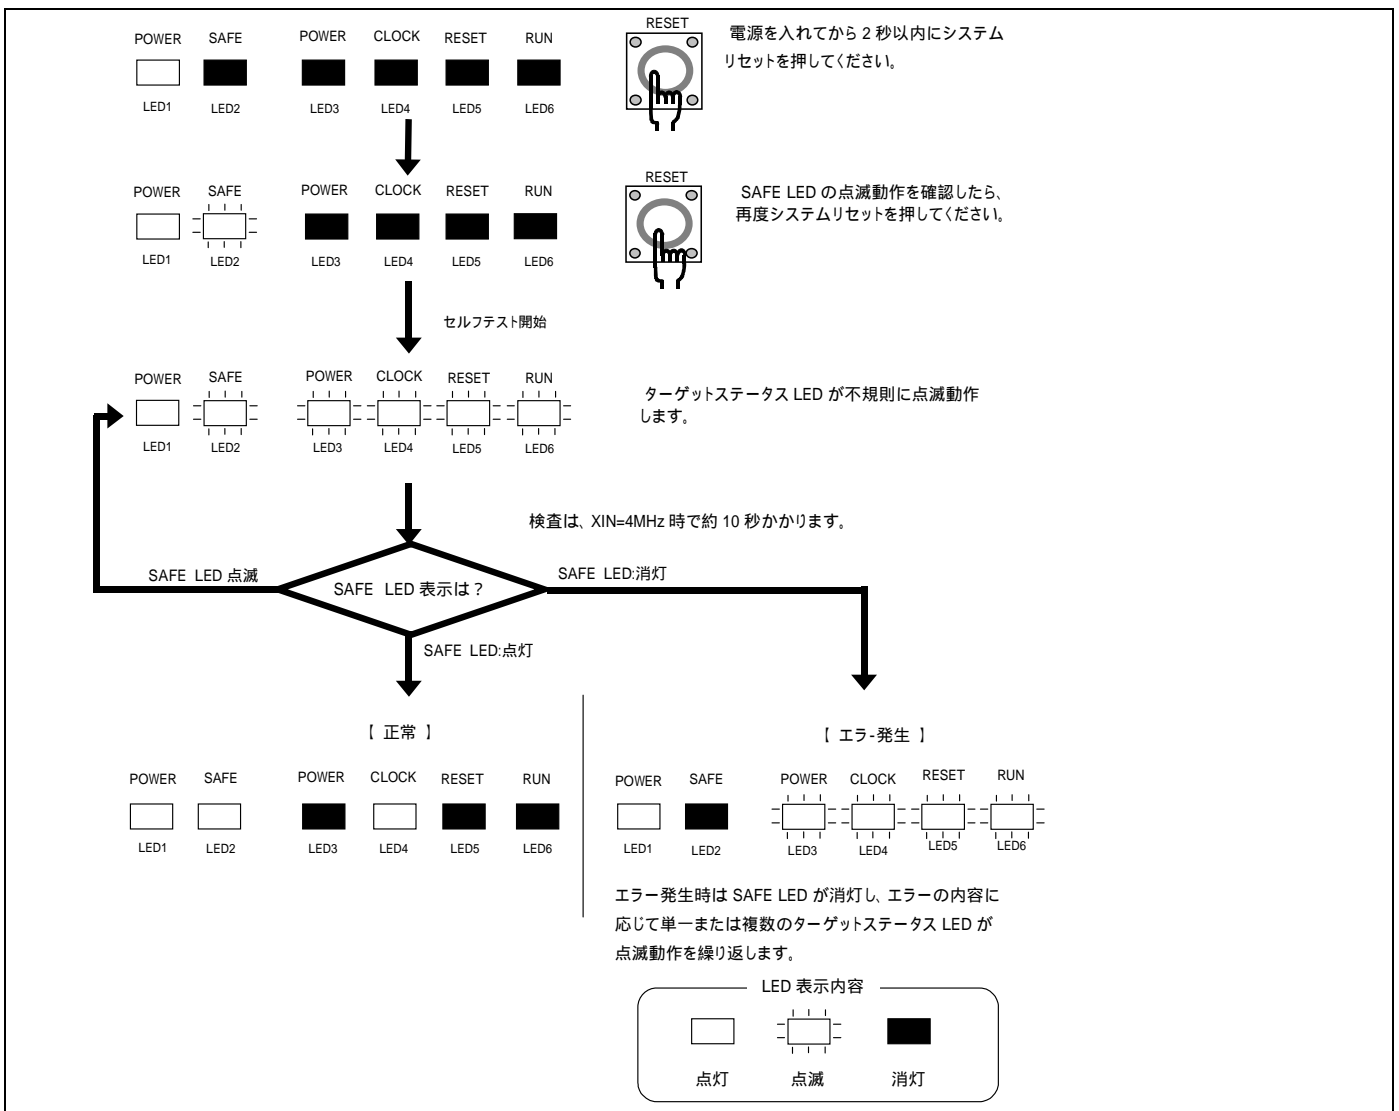 POWER SAFE POWER CLOCK RESET RUN
LED1 LED2 LED3 LED4 LED5 LED6
RESET
電源を入れてから 2 秒以内にシステム
リセットを押してください。
POWER SAFE POWER CLOCK RESET RUN
LED1 LED2 LED3 LED4 LED5 LED6
RESET
SAFE LED の点滅動作を確認したら、
再度システムリセットを押してください。
セルフテスト開始
POWER SAFE POWER CLOCK RESET RUN
LED1 LED2 LED3 LED4 LED5 LED6
ターゲットステータス LED が不規則に点滅動作
します。
検査は、XIN=4MHz 時で約 10 秒かかります。
SAFE LED 点滅
SAFE LED 表示は?
SAFE LED:消灯
SAFE LED:点灯
【 正常 】
POWER SAFE POWER CLOCK RESET RUN
LED1 LED2 LED3 LED4 LED5 LED6
【 エラ-発生 】
POWER SAFE POWER CLOCK RESET RUN
LED1 LED2 LED3 LED4 LED5 LED6
エラー発生時は SAFE LED が消灯し、エラーの内容に
応じて単一または複数のターゲットステータス LED が
点滅動作を繰り返します。
LED 表示内容
点灯 点滅 消灯